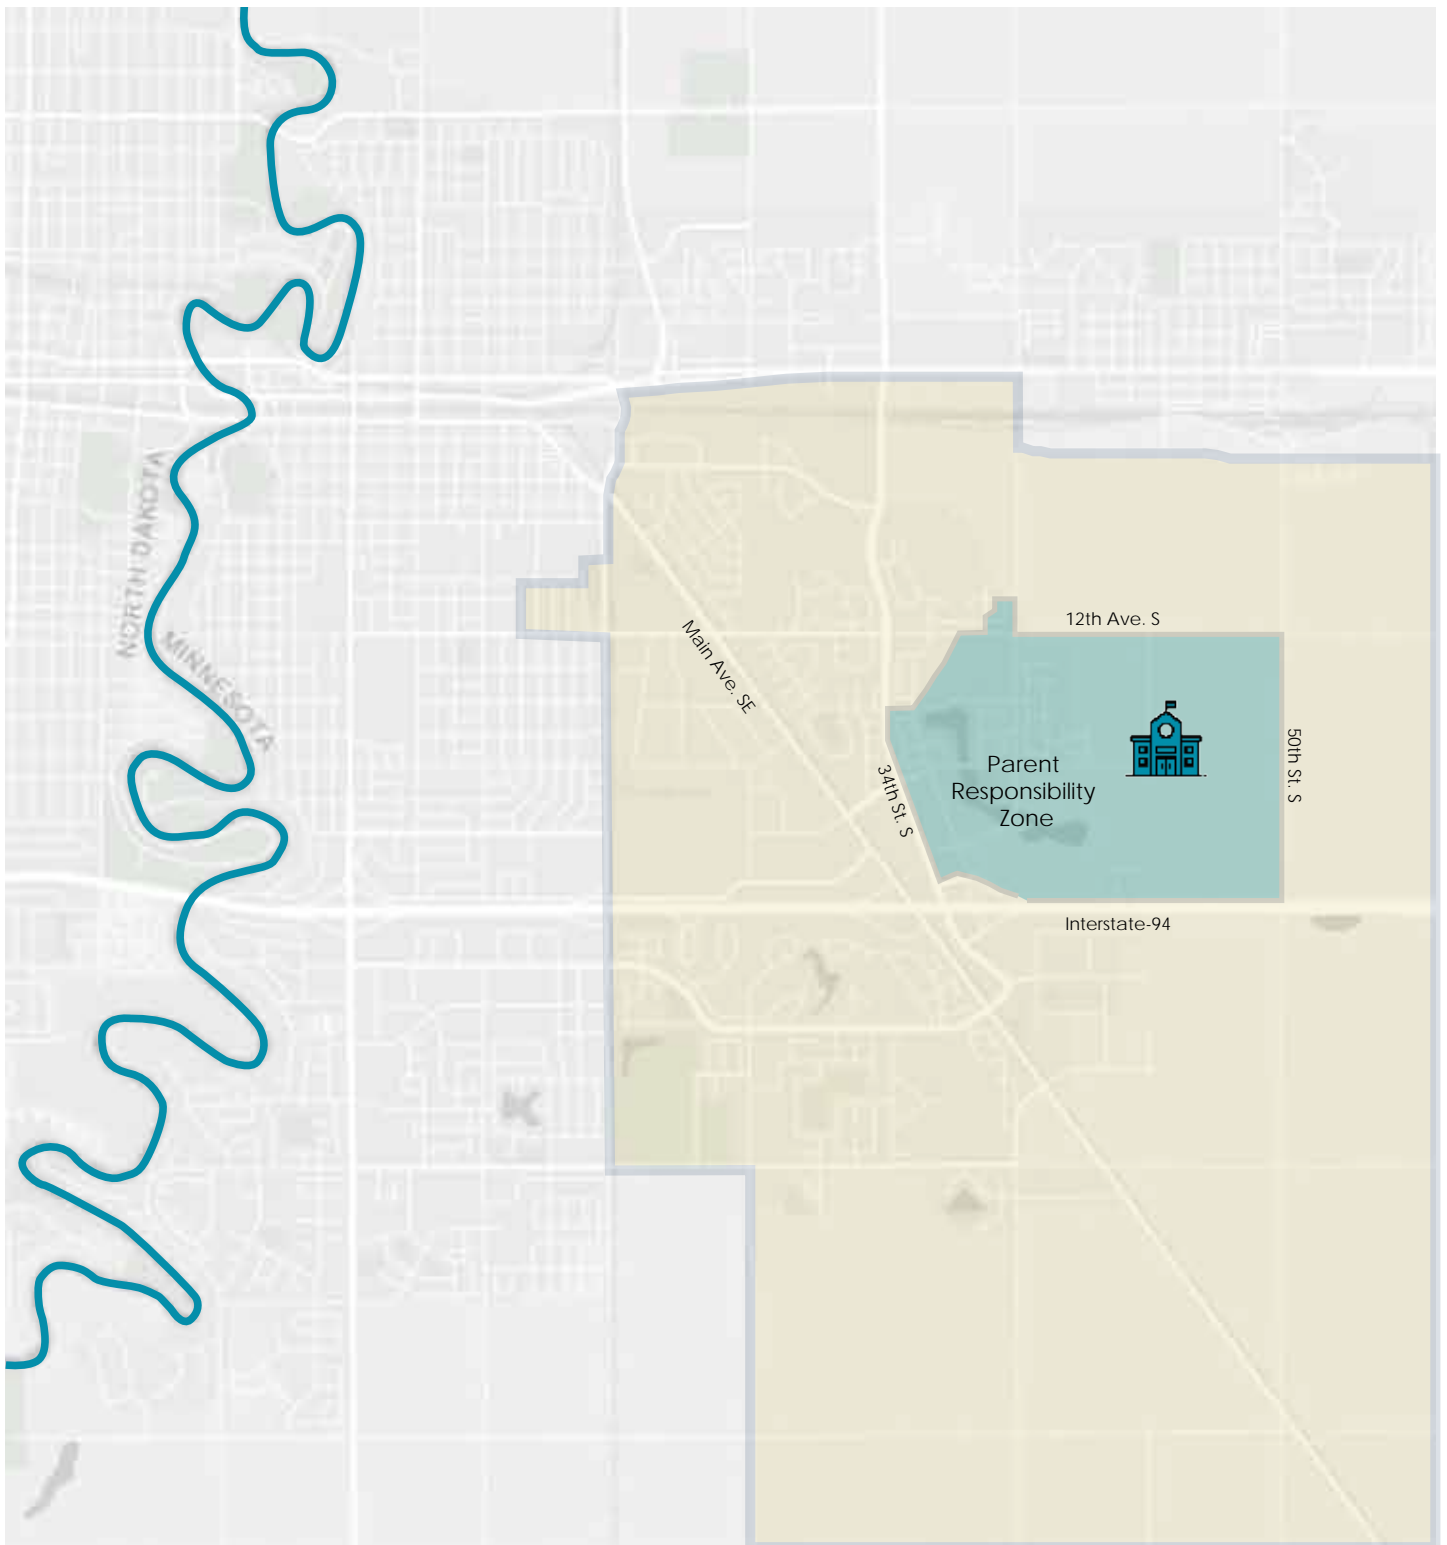 NORTH DAKOTA
MINNESOTA
12th Ave. S
Main Ave. SE
50th St. S
34th St. S
Parent
Responsibility
Zone
Interstate-94